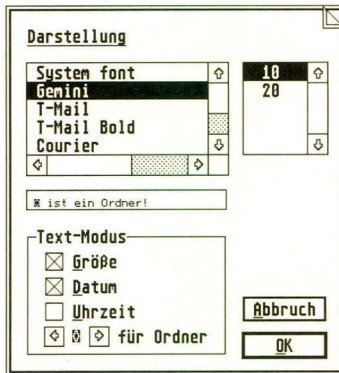 Darstellung
System font
Gemini
T-Mail
T-Mail Bold
Courier
10
20
ist ein Ordner!
Text-Modus
Größe
Datum
Uhrzeit
für Ordner
Abbruch
OK